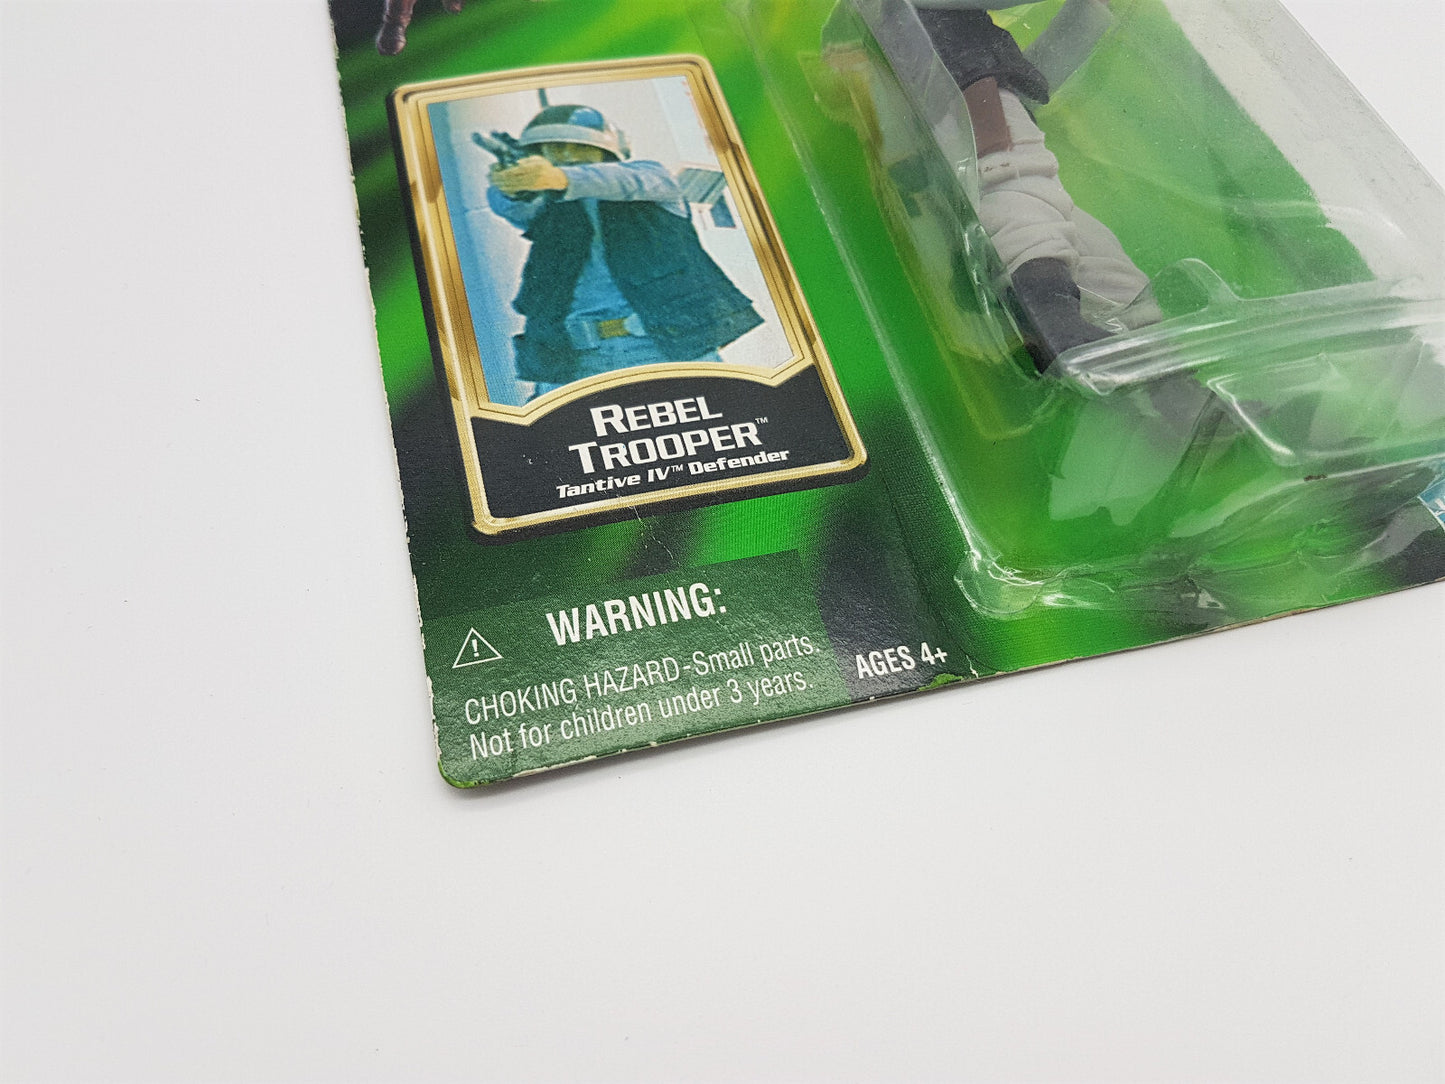 REBEL
TROOPER™
Tantive IV™ Defender
WARNING:
CHOKING HAZARD-Small parts.
Not for children under 3 years.
AGES 4+